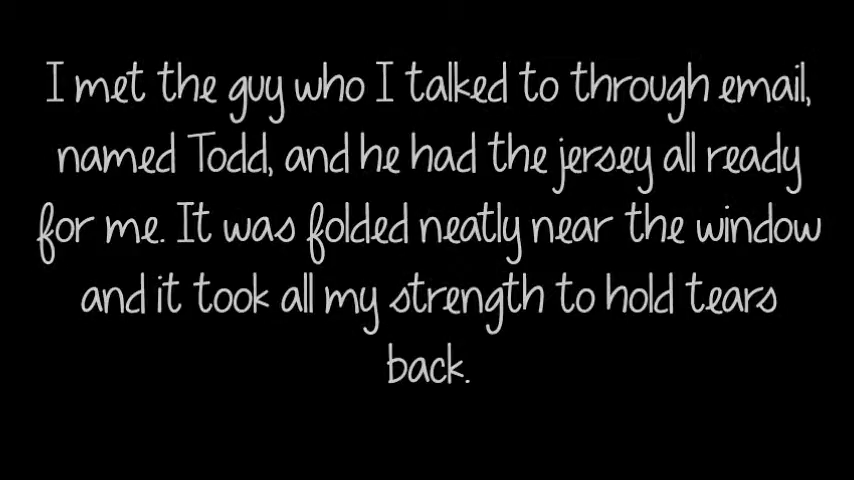 I met the guy who I talked to through email,
named Todd, and he had the jersey all ready
for me. It was folded neatly near the window
and it took all my strength to hold tears
back.